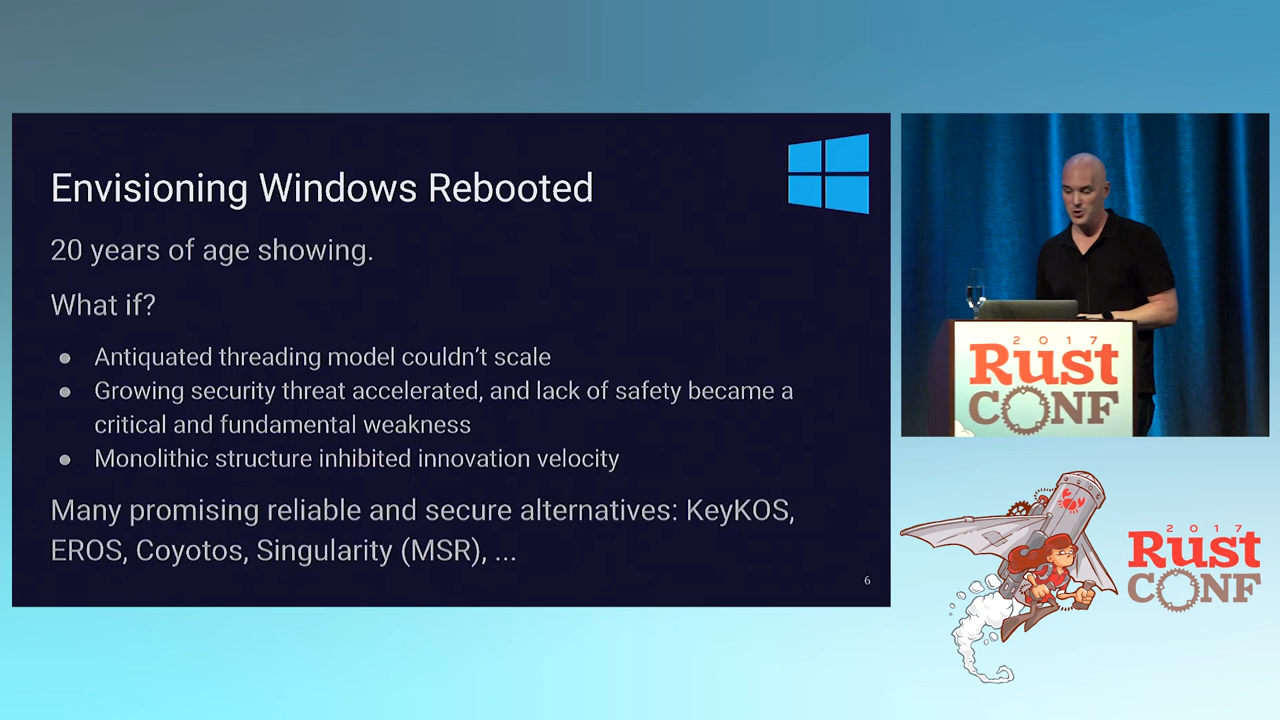 Envisioning Windows Rebooted
20 years of age showing.
What if?
● Antiquated threading model couldn't scale
● Growing security threat accelerated, and lack of safety became a
critical and fundamental weakness
● Monolithic structure inhibited innovation velocity
Many promising reliable and secure alternatives: KeyKOS,
EROS, Coyotos, Singularity (MSR), ...
6
2017
Rust
CONF
2017
Rust
CONF